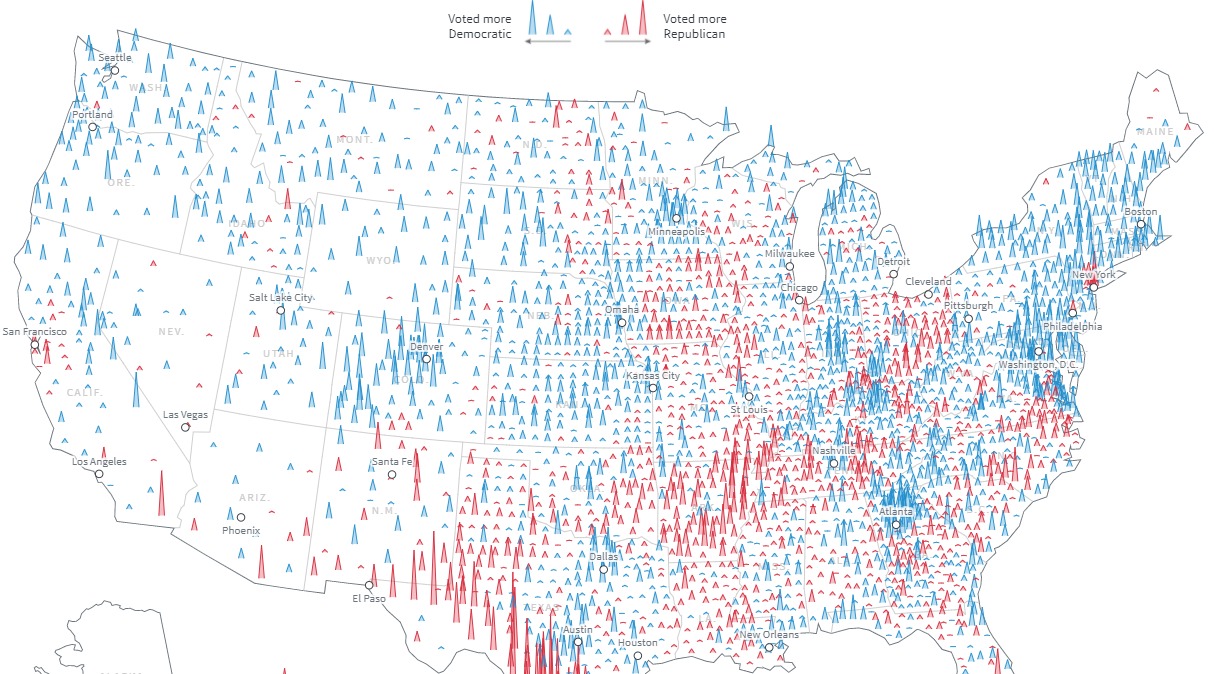 Voted more
Democratic
Voted more
Republican
Seattle
WASH.
Portland
MONT.
N.D.
MAINE
ORE.
MINN.
Boston
IDAHO
Minneapolis
WIS.
WYO.
Milwaukee
Detroit
New York
Chicago
Cleveland
Salt Lake City
Omaha
Pittsburgh
NEB.
Philadelphia
San Francisco
NEV.
Denver
UTAH
Washington, D.C.
Kansas City
CALIF.
St Louis
Las Vegas
Nashville
Los Angeles
Santa Fe
ARIZ.
N.M.
Atlanta
Phoenix
Dallas
El Paso
TEXAS
Austin
New Orleans
Houston